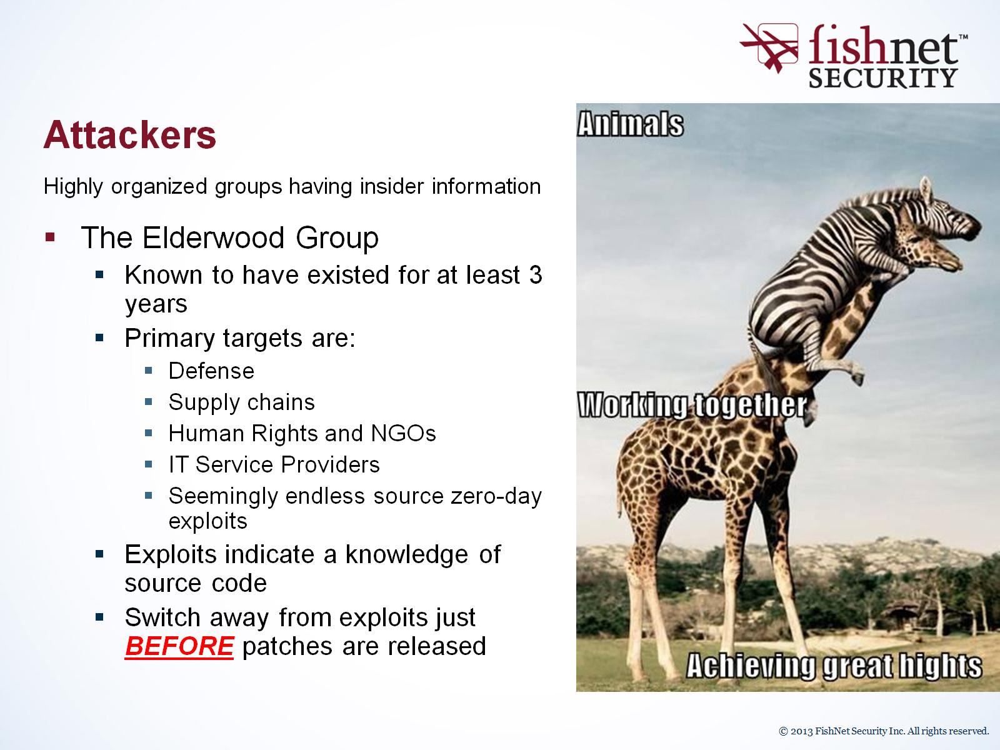 fishnet™
SECURITY
Attackers
Highly organized groups having insider information
▪ The Elderwood Group
▪ Known to have existed for at least 3
years
▪ Primary targets are:
▪ Defense
▪ Supply chains
▪ Human Rights and NGOs
▪ IT Service Providers
▪ Seemingly endless source zero-day
exploits
▪ Exploits indicate a knowledge of
source code
▪ Switch away from exploits just
BEFORE patches are released
Animals
Working together
Achieving great hights
© 2013 FishNet Security Inc. All rights reserved.